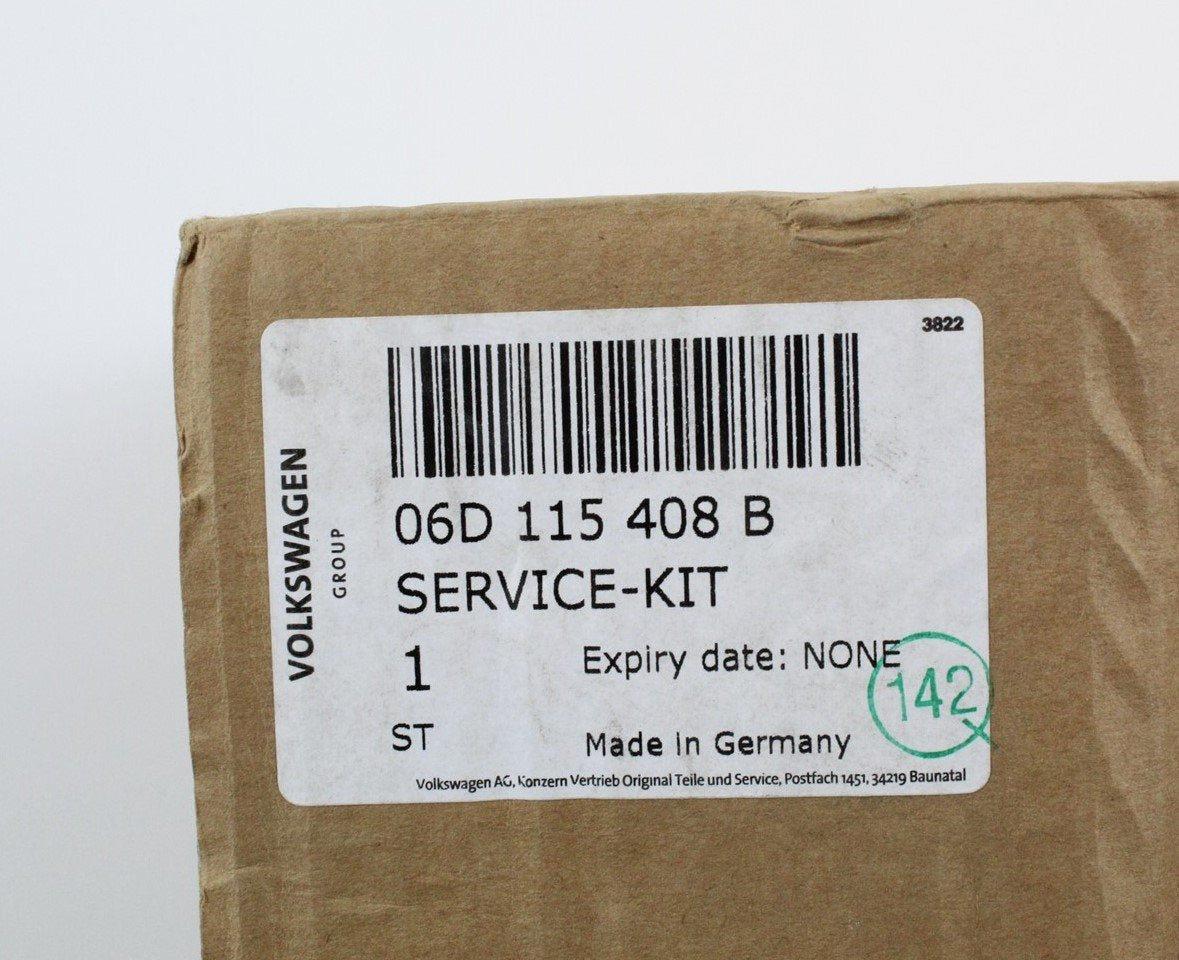 3822
VOLKSWAGEN
GROUP
06D 115 408 B
SERVICE-KIT
1
Expiry date: NONE
142
ST
Made in Germany
Volkswagen AG, Konzern Vertrieb Original Teile und Service, Postfach 1451, 34219 Baunatal